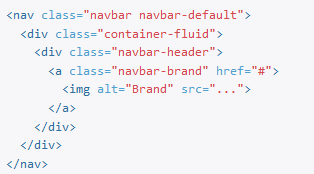 <nav class="navbar navbar-default">
  <div class="container-fluid">
    <div class="navbar-header">
      <a class="navbar-brand" href="#">
        <img alt="Brand" src="...">
      </a>
    </div>
  </div>
</nav>